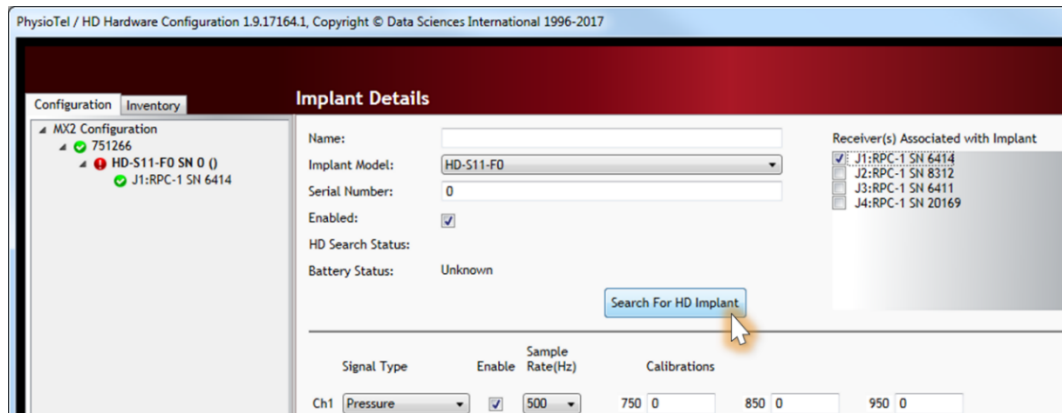 PhysioTel / HD Hardware Configuration 1.9.17164.1, Copyright © Data Sciences International 1996-2017
Configuration Inventory
Implant Details
MX2 Configuration
751266
HD-S11-F0 SN 0 ()
J1:RPC-1 SN 6414
Name:
Implant Model: HD-S11-F0
Serial Number: 0
Enabled:
HD Search Status:
Battery Status: Unknown
Search For HD Implant
Receiver(s) Associated with Implant
J1:RPC-1 SN 6414
J2:RPC-1 SN 8312
J3:RPC-1 SN 6411
J4:RPC-1 SN 20169
Signal Type Enable Sample Rate(Hz) Calibrations
Ch1 Pressure 500 750 0 850 0 950 0